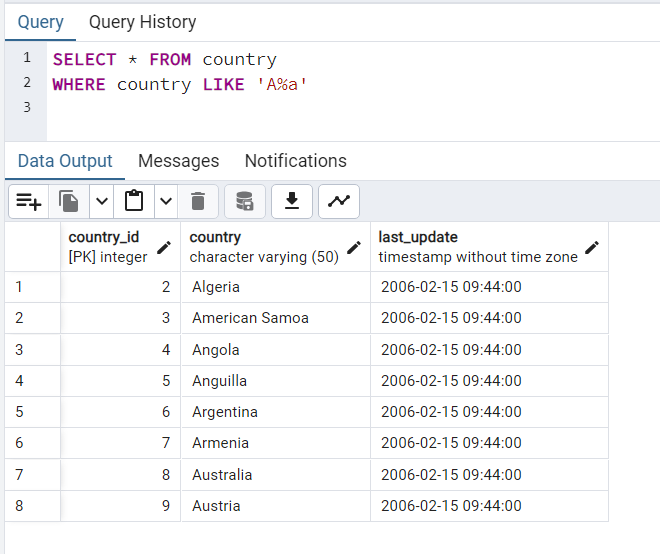 Query Query History
1 SELECT * FROM country
2 WHERE country LIKE 'A%a'
3
Data Output Messages Notifications
country_id country last_update
[PK] integer character varying (50) timestamp without time zone
1 2 Algeria 2006-02-15 09:44:00
2 3 American Samoa 2006-02-15 09:44:00
3 4 Angola 2006-02-15 09:44:00
4 5 Anguilla 2006-02-15 09:44:00
5 6 Argentina 2006-02-15 09:44:00
6 7 Armenia 2006-02-15 09:44:00
7 8 Australia 2006-02-15 09:44:00
8 9 Austria 2006-02-15 09:44:00